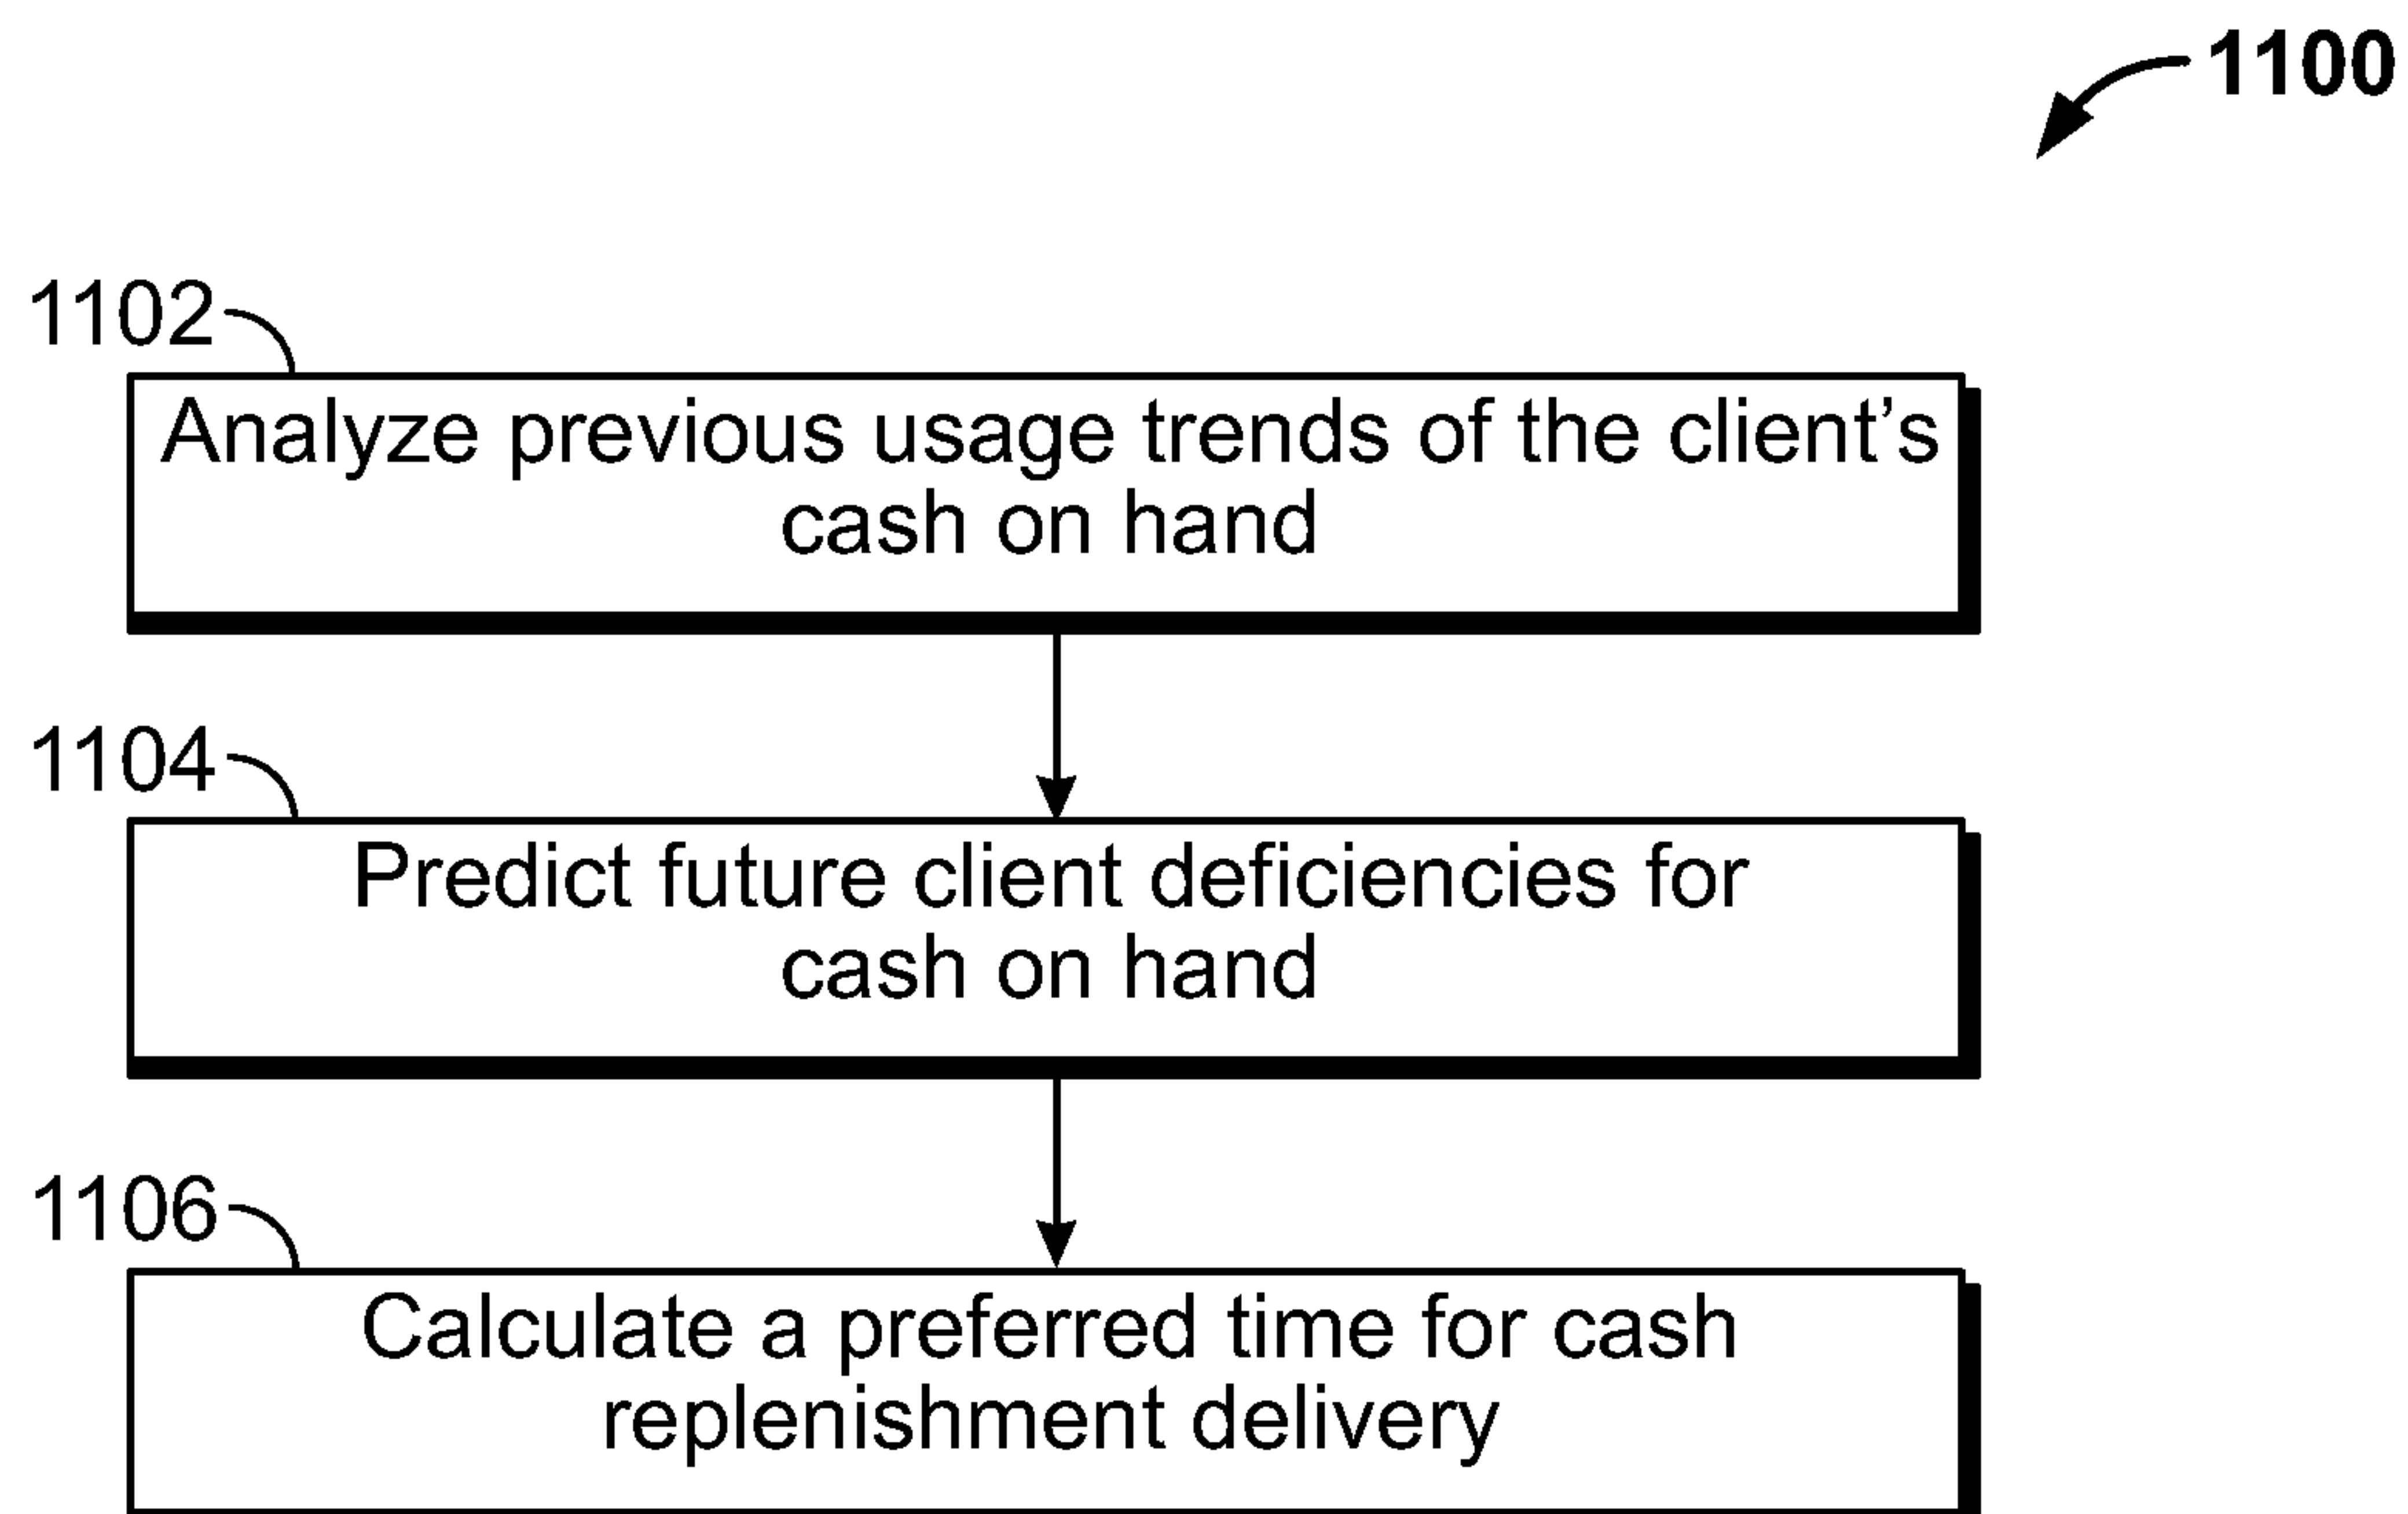 1100
1102
Analyze previous usage trends of the client’s
cash on hand
1104
Predict future client deficiencies for
cash on hand
1106
Calculate a preferred time for cash
replenishment delivery